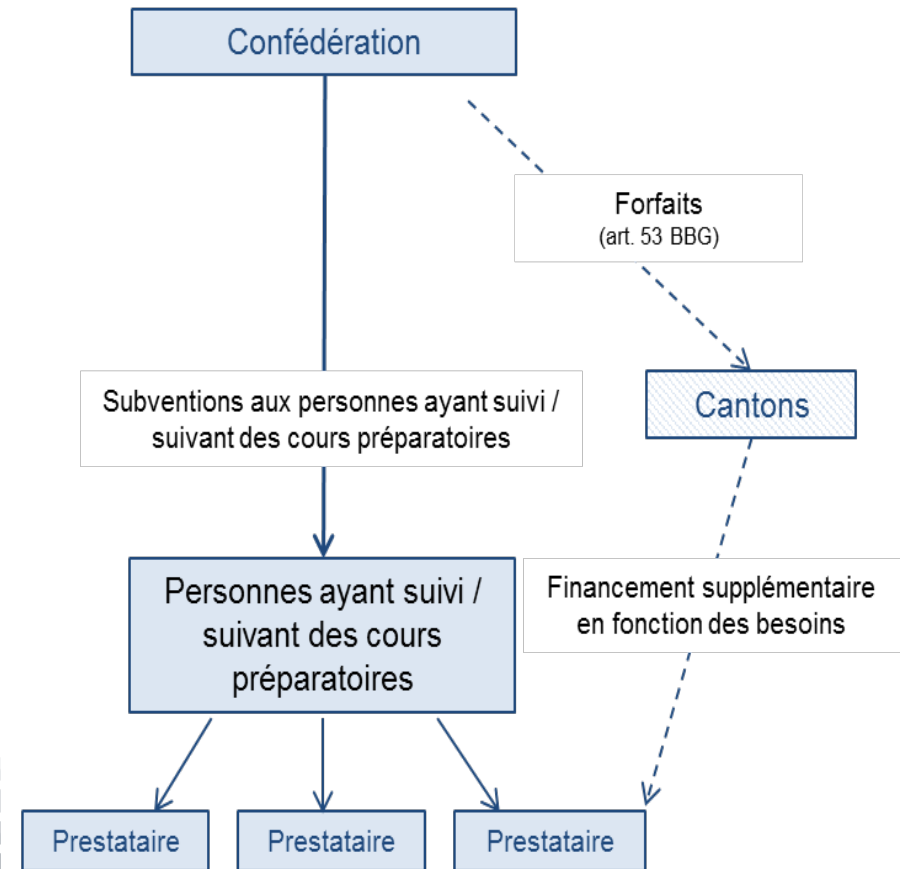 Confédération
Forfaits
(art. 53 BBG)
Subventions aux personnes ayant suivi /
suivant des cours préparatoires
Cantons
Personnes ayant suivi /
suivant des cours
préparatoires
Financement supplémentaire
en fonction des besoins
Prestataire
Prestataire
Prestataire